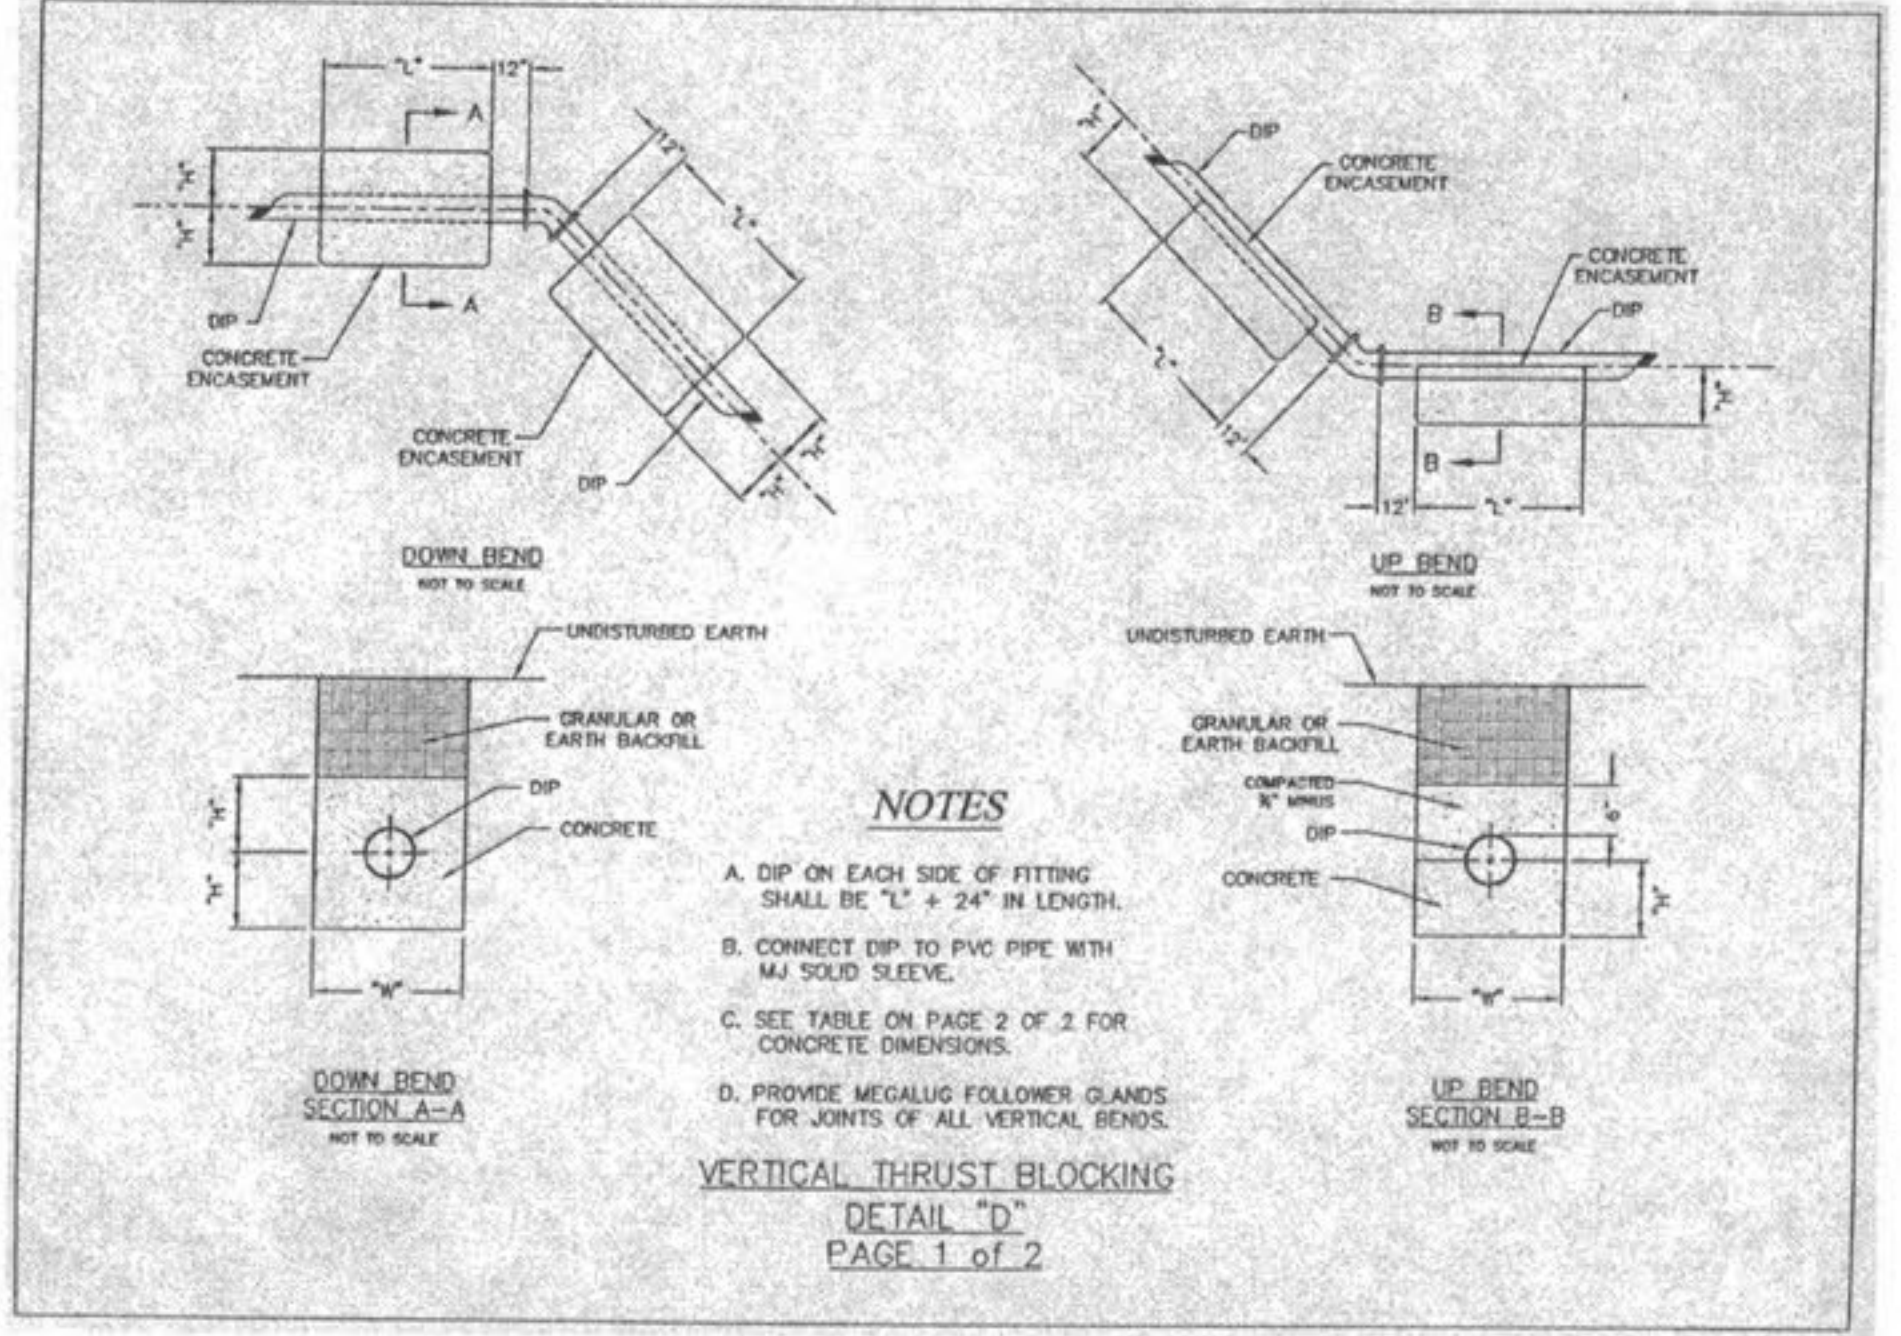 "L"
12"
A
"H"
"H"
A
DIP
CONCRETE
ENCASEMENT
12"
"L"
CONCRETE
ENCASEMENT
DIP
"H"
"H"
DOWN BEND
NOT TO SCALE
"H"
DIP
CONCRETE
ENCASEMENT
CONCRETE
ENCASEMENT
DIP
B
"L"
12"
B
"H"
12"
"L"
UP BEND
NOT TO SCALE
UNDISTURBED EARTH
GRANULAR OR
EARTH BACKFILL
"H"
DIP
CONCRETE
"H"
"W"
DOWN BEND
SECTION A-A
NOT TO SCALE
NOTES
A. DIP ON EACH SIDE OF FITTING
SHALL BE "L" + 24" IN LENGTH.
B. CONNECT DIP TO PVC PIPE WITH
MJ SOLID SLEEVE.
C. SEE TABLE ON PAGE 2 OF 2 FOR
CONCRETE DIMENSIONS.
D. PROVIDE MEGALUG FOLLOWER GLANDS
FOR JOINTS OF ALL VERTICAL BENDS.
VERTICAL THRUST BLOCKING
DETAIL "D"
PAGE 1 of 2
UNDISTURBED EARTH
GRANULAR OR
EARTH BACKFILL
COMPACTED
MINUS
6"
DIP
CONCRETE
"H"
"W"
UP BEND
SECTION B-B
NOT TO SCALE